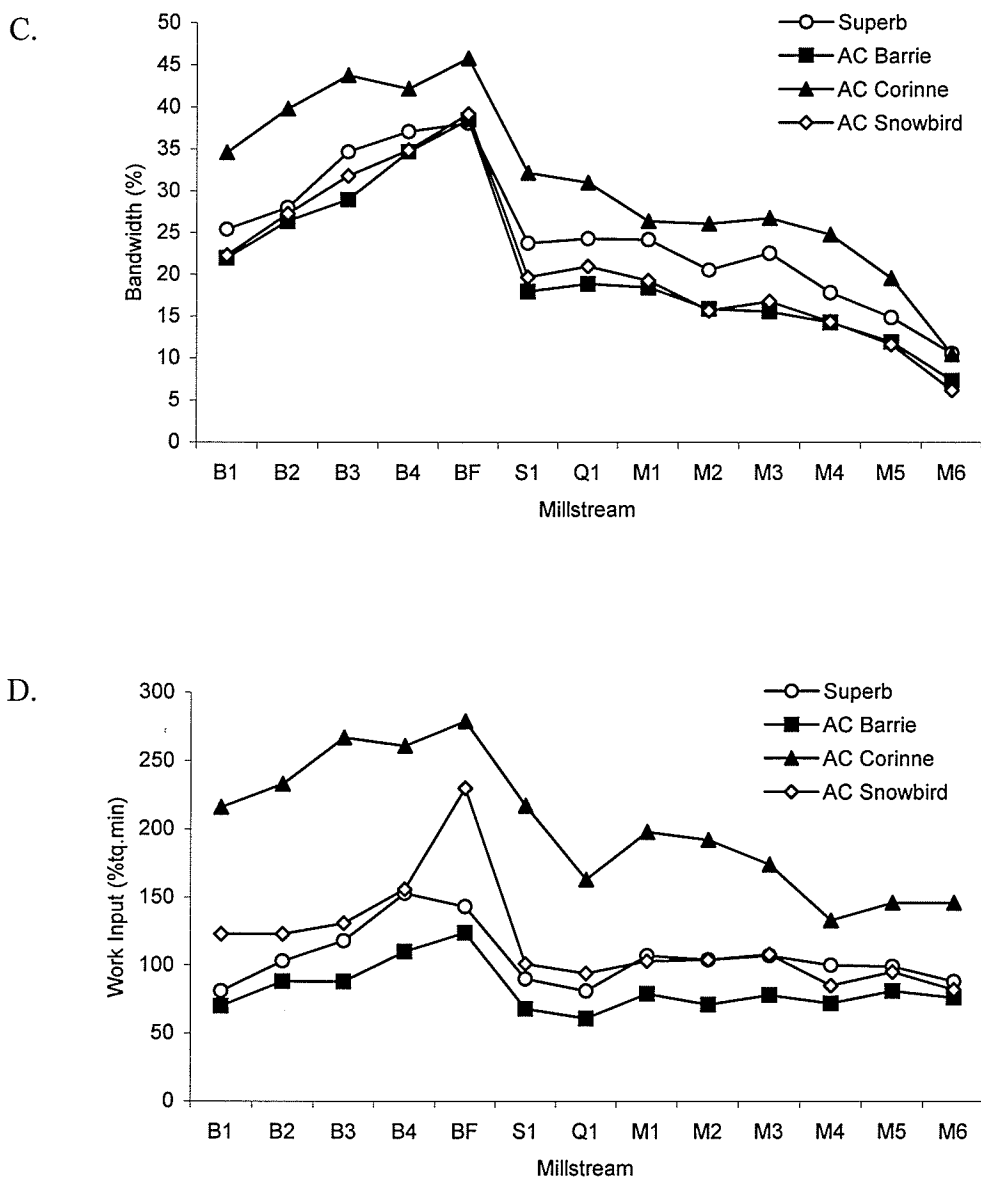 C.
50
45
40
35
30
25
20
15
10
5
0
Bandwidth (%)
Superb
AC Barrie
AC Corinne
AC Snowbird
B1 B2 B3 B4 BF S1 Q1 M1 M2 M3 M4 M5 M6
Millstream
D.
300
250
200
150
100
50
0
Work Input (%tq.min)
Superb
AC Barrie
AC Corinne
AC Snowbird
B1 B2 B3 B4 BF S1 Q1 M1 M2 M3 M4 M5 M6
Millstream